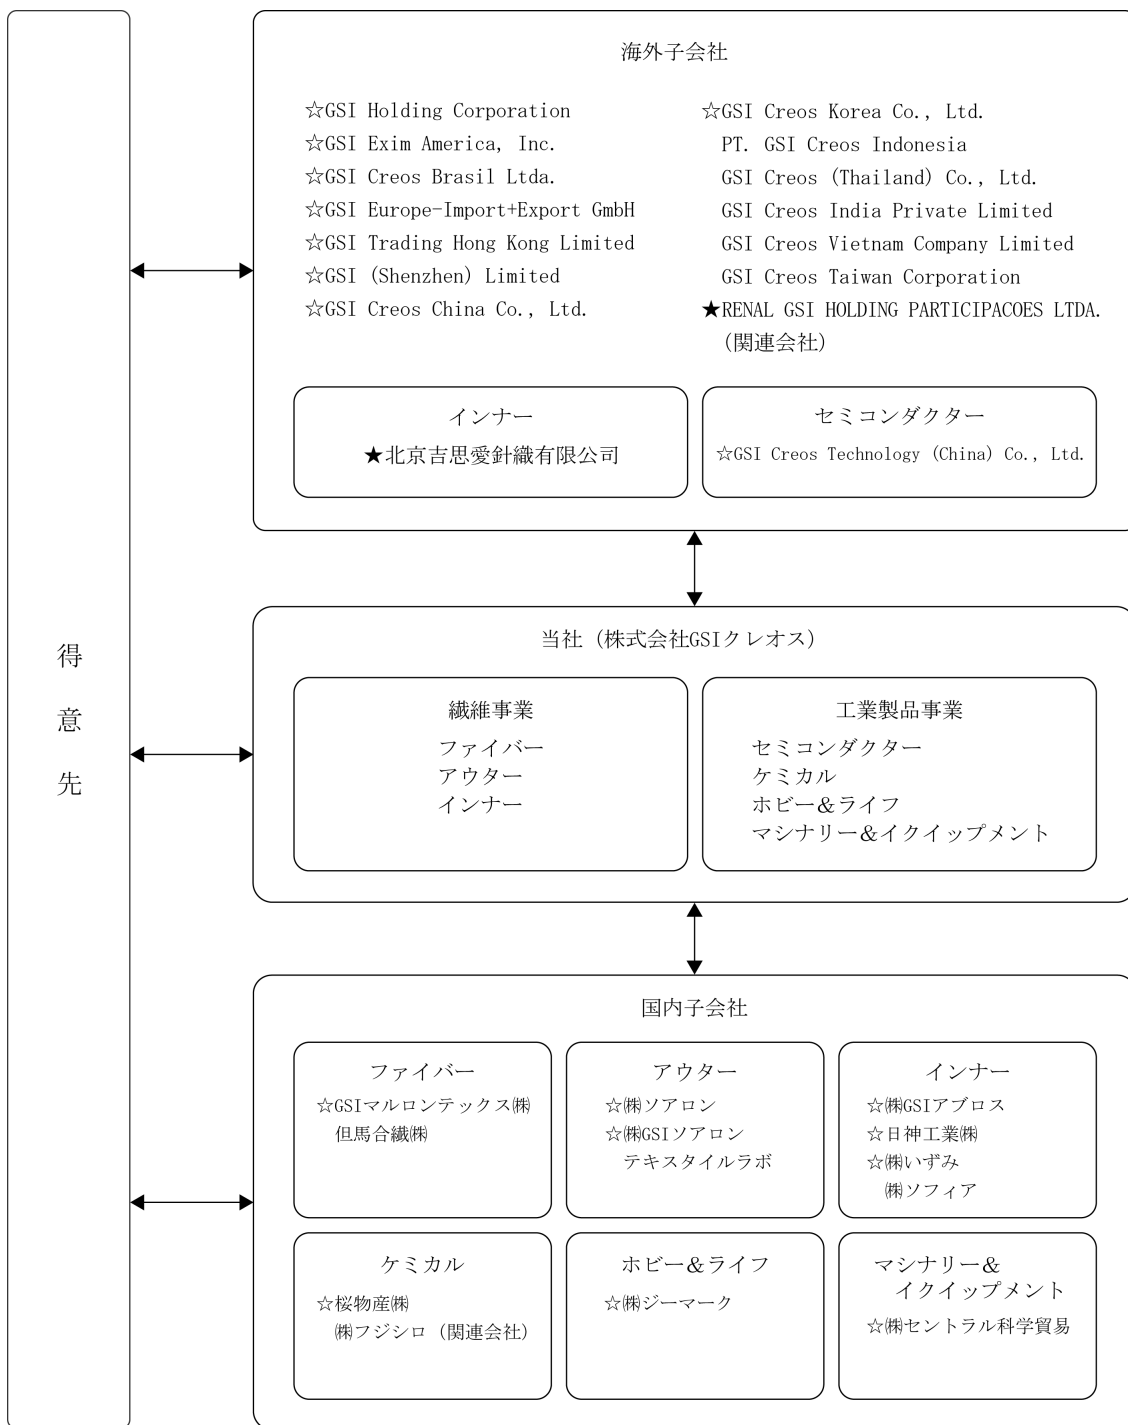 得意先
海外子会社
☆GSI Holding Corporation
☆GSI Exim America, Inc.
☆GSI Creos Brasil Ltda.
☆GSI Europe-Import+Export GmbH
☆GSI Trading Hong Kong Limited
☆GSI (Shenzhen) Limited
☆GSI Creos China Co., Ltd.
☆GSI Creos Korea Co., Ltd.
PT. GSI Creos Indonesia
GSI Creos (Thailand) Co., Ltd.
GSI Creos India Private Limited
GSI Creos Vietnam Company Limited
GSI Creos Taiwan Corporation
★RENAL GSI HOLDING PARTICIPACOES LTDA.
(関連会社)
インナー
★北京吉思愛針織有限公司
セミコンダクター
☆GSI Creos Technology (China) Co., Ltd.
当社 (株式会社GSIクレオス)
繊維事業
ファイバー
アウター
インナー
工業製品事業
セミコンダクター
ケミカル
ホビー&ライフ
マシナリー&イクイップメント
国内子会社
ファイバー
☆GSIマルロンテックス㈱
但馬合繊㈱
アウター
☆㈱ソアロン
☆㈱GSIソアロン
テキスタイルラボ
インナー
☆㈱GSIアブロス
☆日神工業㈱
☆㈱いずみ
㈱ソフィア
ケミカル
☆桜物産㈱
㈱フジシロ (関連会社)
ホビー&ライフ
☆㈱ジーマーク
マシナリー&
イクイップメント
☆㈱セントラル科学貿易